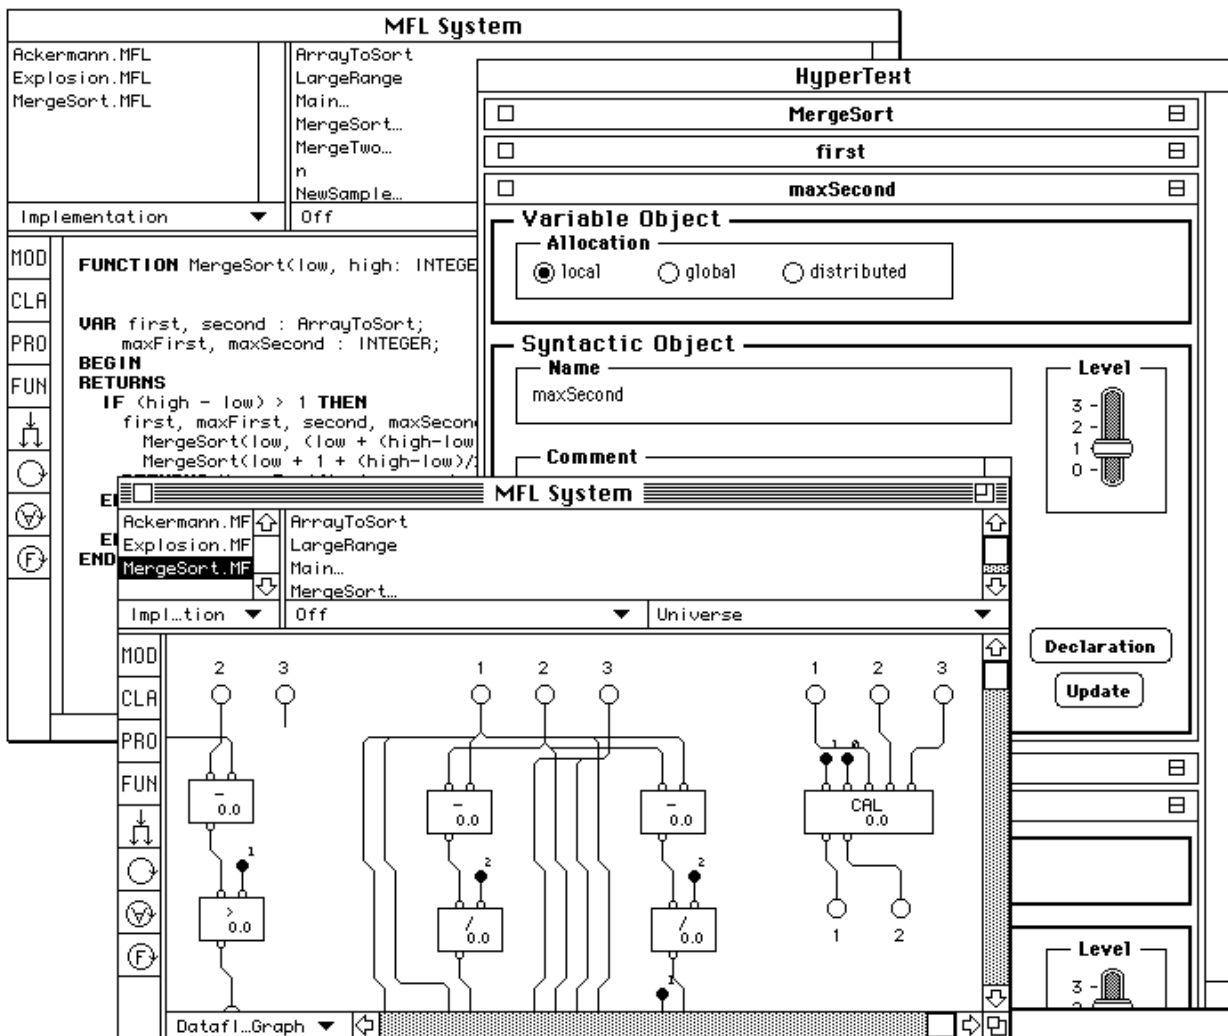 MFL System
Ackermann.MFL
Explosion.MFL
MergeSort.MFL
ArrayToSort
LargeRange
Main…
MergeSort…
MergeTwo…
n
NewSample…
Implementation
Off
MOD
CLA
PRO
FUN
F
FUNCTION MergeSort(low, high: INTEGE
VAR first, second : ArrayToSort;
maxFirst, maxSecond : INTEGER;
BEGIN
RETURNS
IF (high - low) > 1 THEN
first, maxFirst, second, maxSecon
MergeSort(low, (low + (high-low
MergeSort(low + 1 + (high-low)/
END
HyperText
MergeSort
first
maxSecond
Variable Object
Allocation
local
global
distributed
Syntactic Object
Name
maxSecond
Level
3
2
1
0
Comment
Declaration
Update
Level
3
MFL System
Ackermann.MF
Explosion.MF
MergeSort.MF
ArrayToSort
LargeRange
Main…
MergeSort…
Impl…tion
Off
Universe
MOD
CLA
PRO
FUN
F
2 3 1 2 3 1 2 3
1 0
- 0.0
- 0.0
- 0.0
CAL 0.0
1 2 2
> 0.0
/ 0.0
/ 0.0
1 2
1
Datafl…Graph